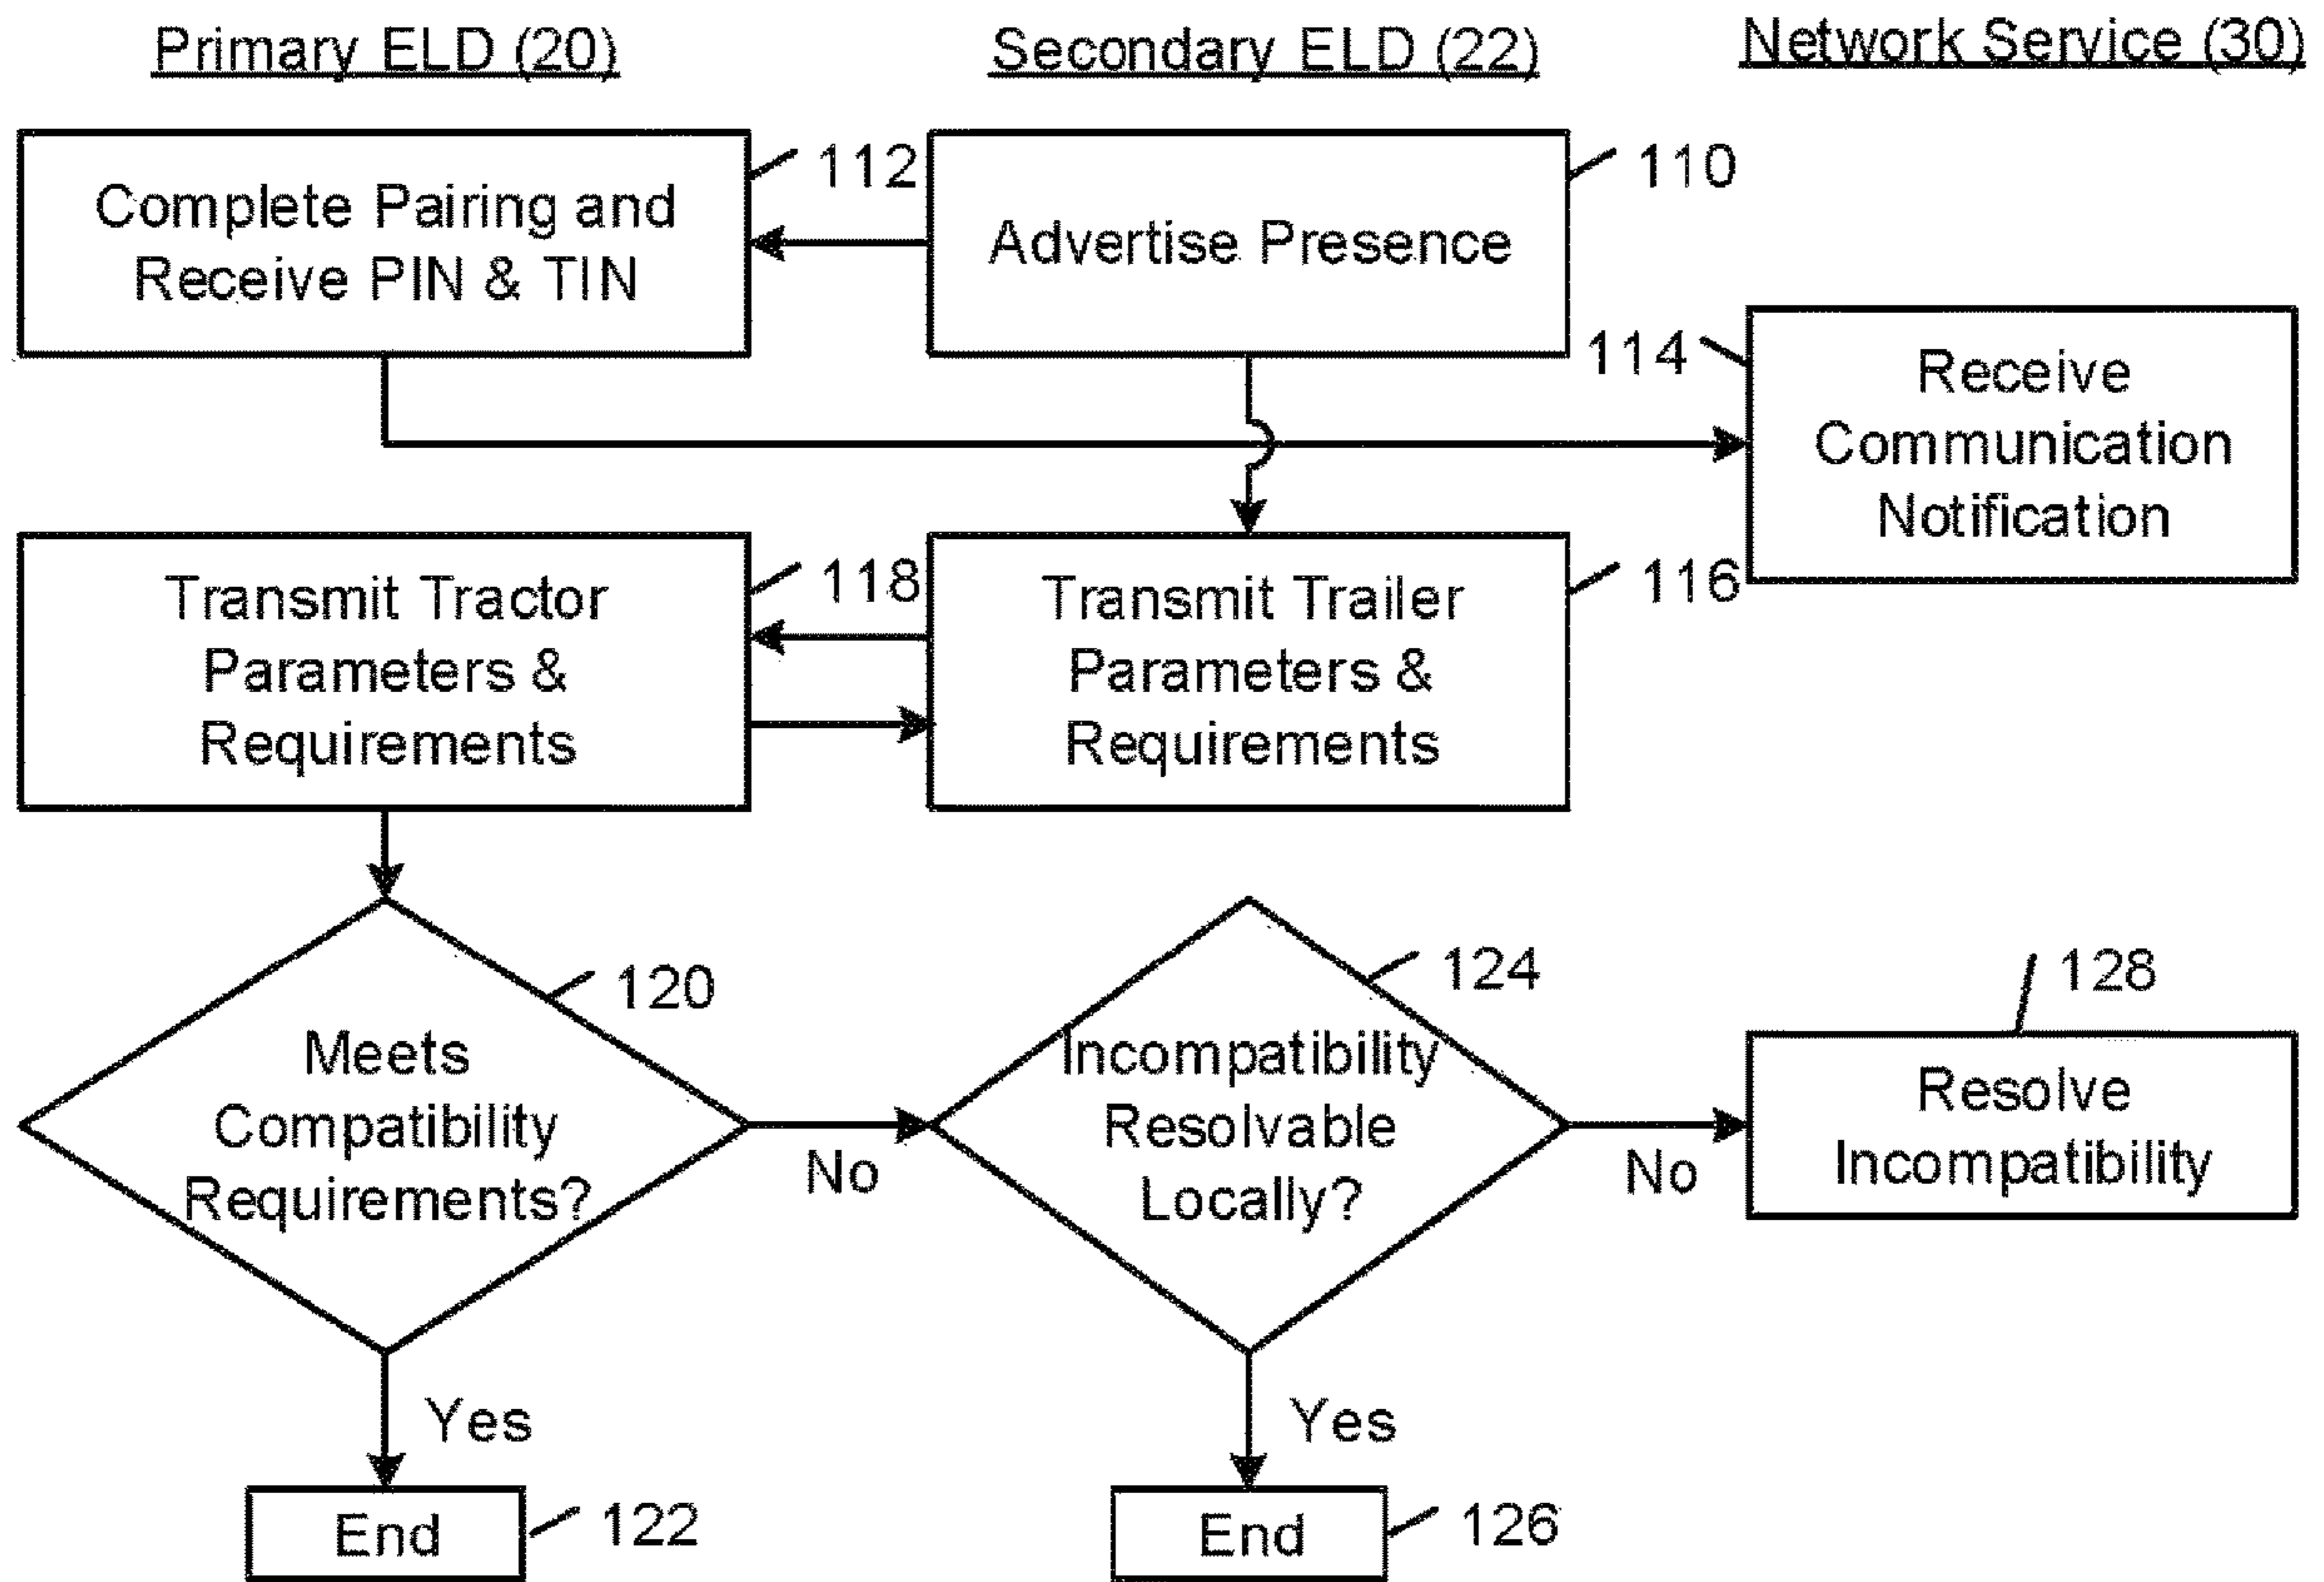 Primary ELD (20)
Secondary ELD (22)
Network Service (30)
Complete Pairing and
Receive PIN & TIN
112
Advertise Presence
110
114
Receive
Communication
Notification
Transmit Tractor
Parameters &
Requirements
118
Transmit Trailer
Parameters &
Requirements
116
Meets
Compatibility
Requirements?
120
No
Incompatibility
Resolvable
Locally?
124
No
128
Resolve
Incompatibility
Yes
Yes
End
122
End
126